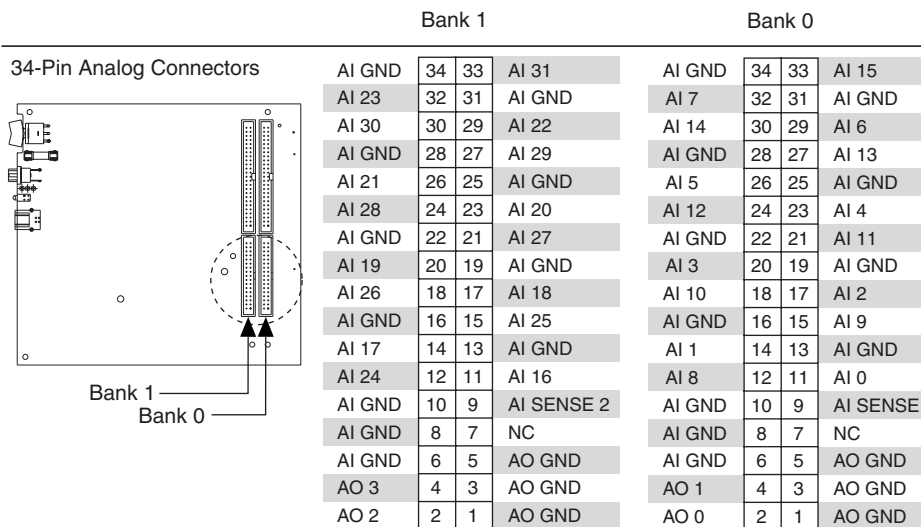 Bank 1 Bank 0
34-Pin Analog Connectors
AI GND 34 33 AI 31 AI GND 34 33 AI 15
AI 23 32 31 AI GND AI 7 32 31 AI GND
AI 30 30 29 AI 22 AI 14 30 29 AI 6
AI GND 28 27 AI 29 AI GND 28 27 AI 13
AI 21 26 25 AI GND AI 5 26 25 AI GND
AI 28 24 23 AI 20 AI 12 24 23 AI 4
AI GND 22 21 AI 27 AI GND 22 21 AI 11
AI 19 20 19 AI GND AI 3 20 19 AI GND
AI 26 18 17 AI 18 AI 10 18 17 AI 2
AI GND 16 15 AI 25 AI GND 16 15 AI 9
AI 17 14 13 AI GND AI 1 14 13 AI GND
AI 24 12 11 AI 16 AI 8 12 11 AI 0
AI GND 10 9 AI SENSE 2 AI GND 10 9 AI SENSE
AI GND 8 7 NC AI GND 8 7 NC
AI GND 6 5 AO GND AI GND 6 5 AO GND
AO 3 4 3 AO GND AO 1 4 3 AO GND
AO 2 2 1 AO GND AO 0 2 1 AO GND
Bank 1
Bank 0